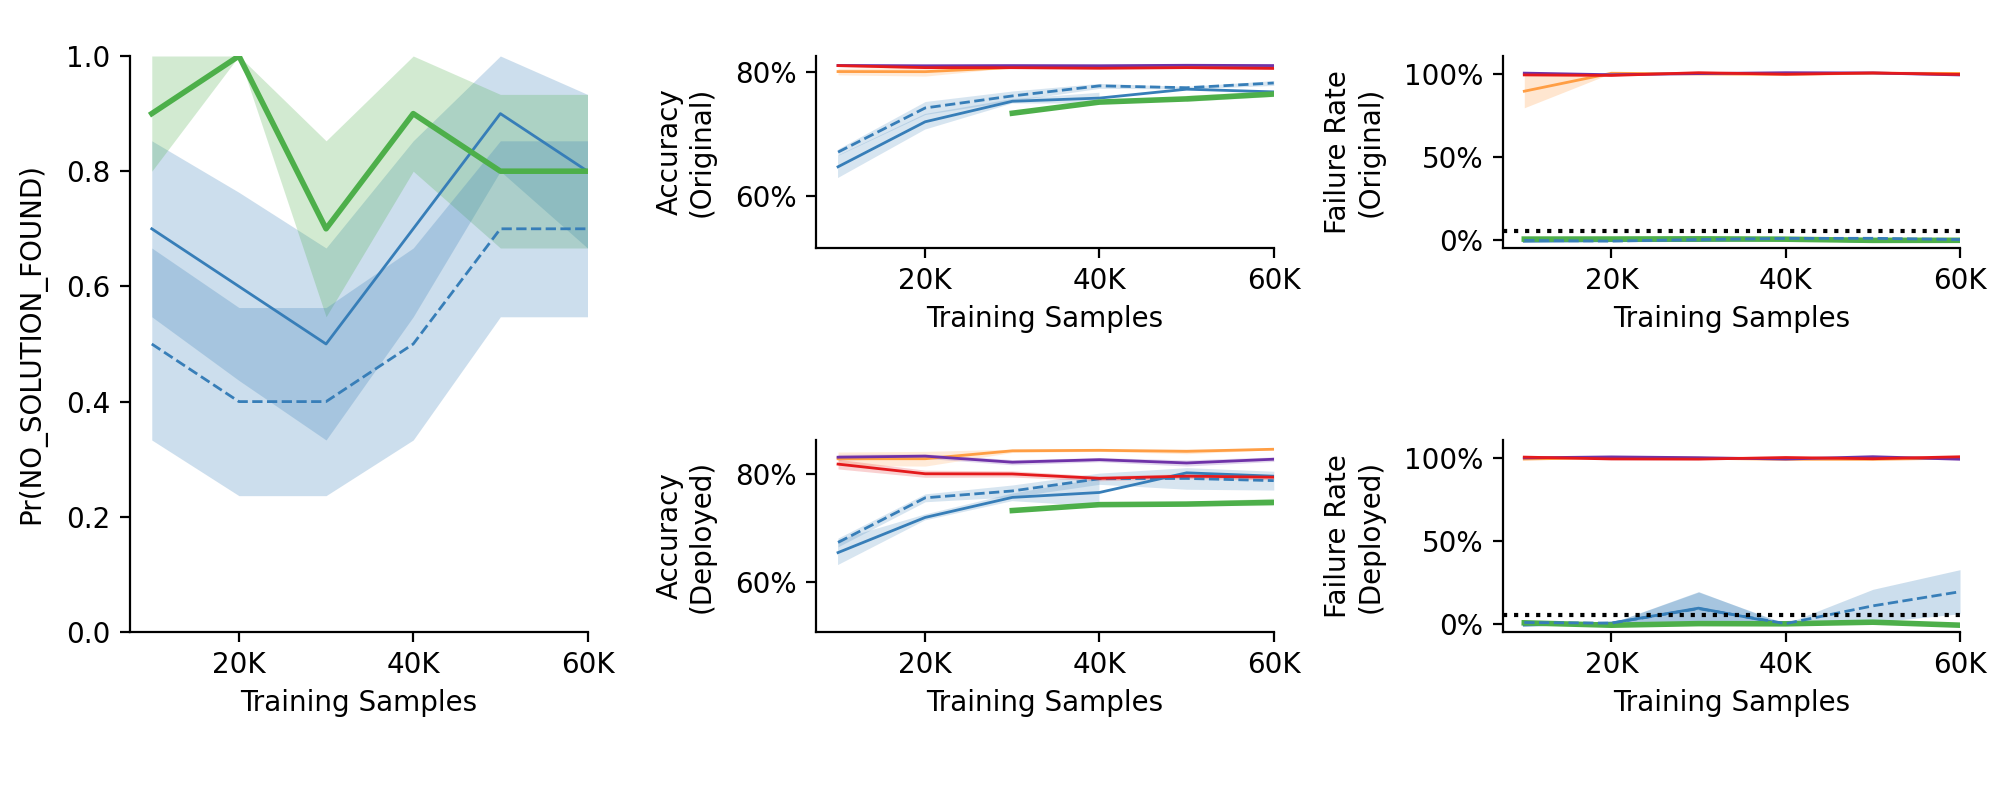 Pr(NO_SOLUTION_FOUND)
1.0
0.8
0.6
0.4
0.2
0.0
20K 40K 60K
Training Samples
Accuracy
(Original)
80%
60%
20K 40K 60K
Training Samples
Failure Rate
(Original)
100%
50%
0%
20K 40K 60K
Training Samples
Accuracy
(Deployed)
80%
60%
20K 40K 60K
Training Samples
Failure Rate
(Deployed)
100%
50%
0%
20K 40K 60K
Training Samples